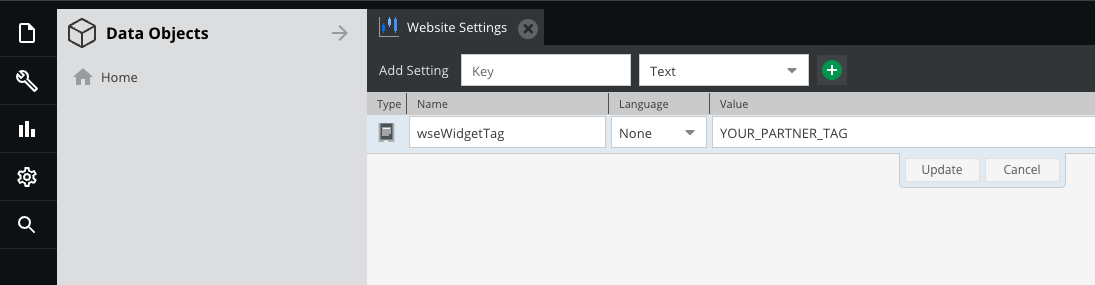 Data Objects
Home
Website Settings
Add Setting Key Text
Type Name Language Value
wseWidgetTag None YOUR_PARTNER_TAG
Update Cancel